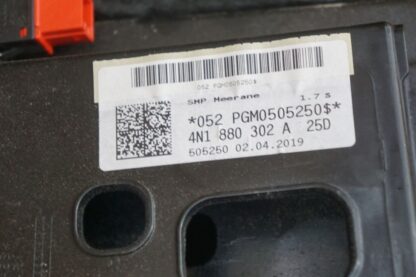 052 PGM0505250$
SMP Meerane 1.7 S
*052 PGM0505250$*
4N1 880 302 A 25D
505250 02.04.2019